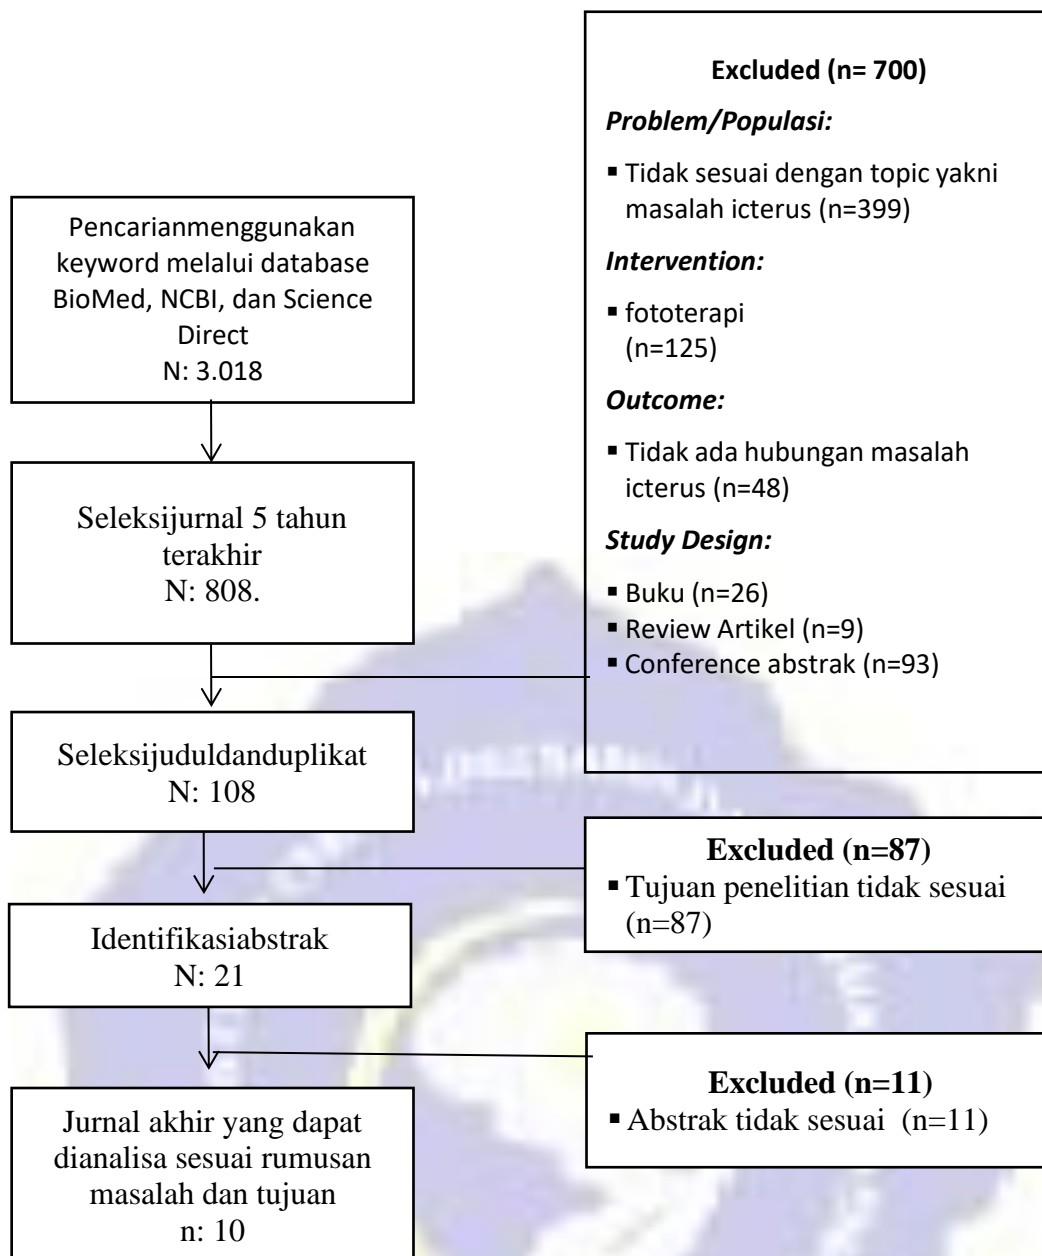 Pencarianmenggunakan
keyword melalui database
BioMed, NCBI, dan Science
Direct
N: 3.018
Seleksijurnal 5 tahun
terakhir
N: 808.
Seleksijuduldanduplikat
N: 108
Identifikasiabstrak
N: 21
Jurnal akhir yang dapat
dianalisa sesuai rumusan
masalah dan tujuan
n: 10
Excluded (n= 700)
Problem/Populasi:
▪ Tidak sesuai dengan topic yakni
masalah icterus (n=399)
Intervention:
▪ fototerapi
(n=125)
Outcome:
▪ Tidak ada hubungan masalah
icterus (n=48)
Study Design:
▪ Buku (n=26)
▪ Review Artikel (n=9)
▪ Conference abstrak (n=93)
Excluded (n=87)
▪ Tujuan penelitian tidak sesuai
(n=87)
Excluded (n=11)
▪ Abstrak tidak sesuai (n=11)